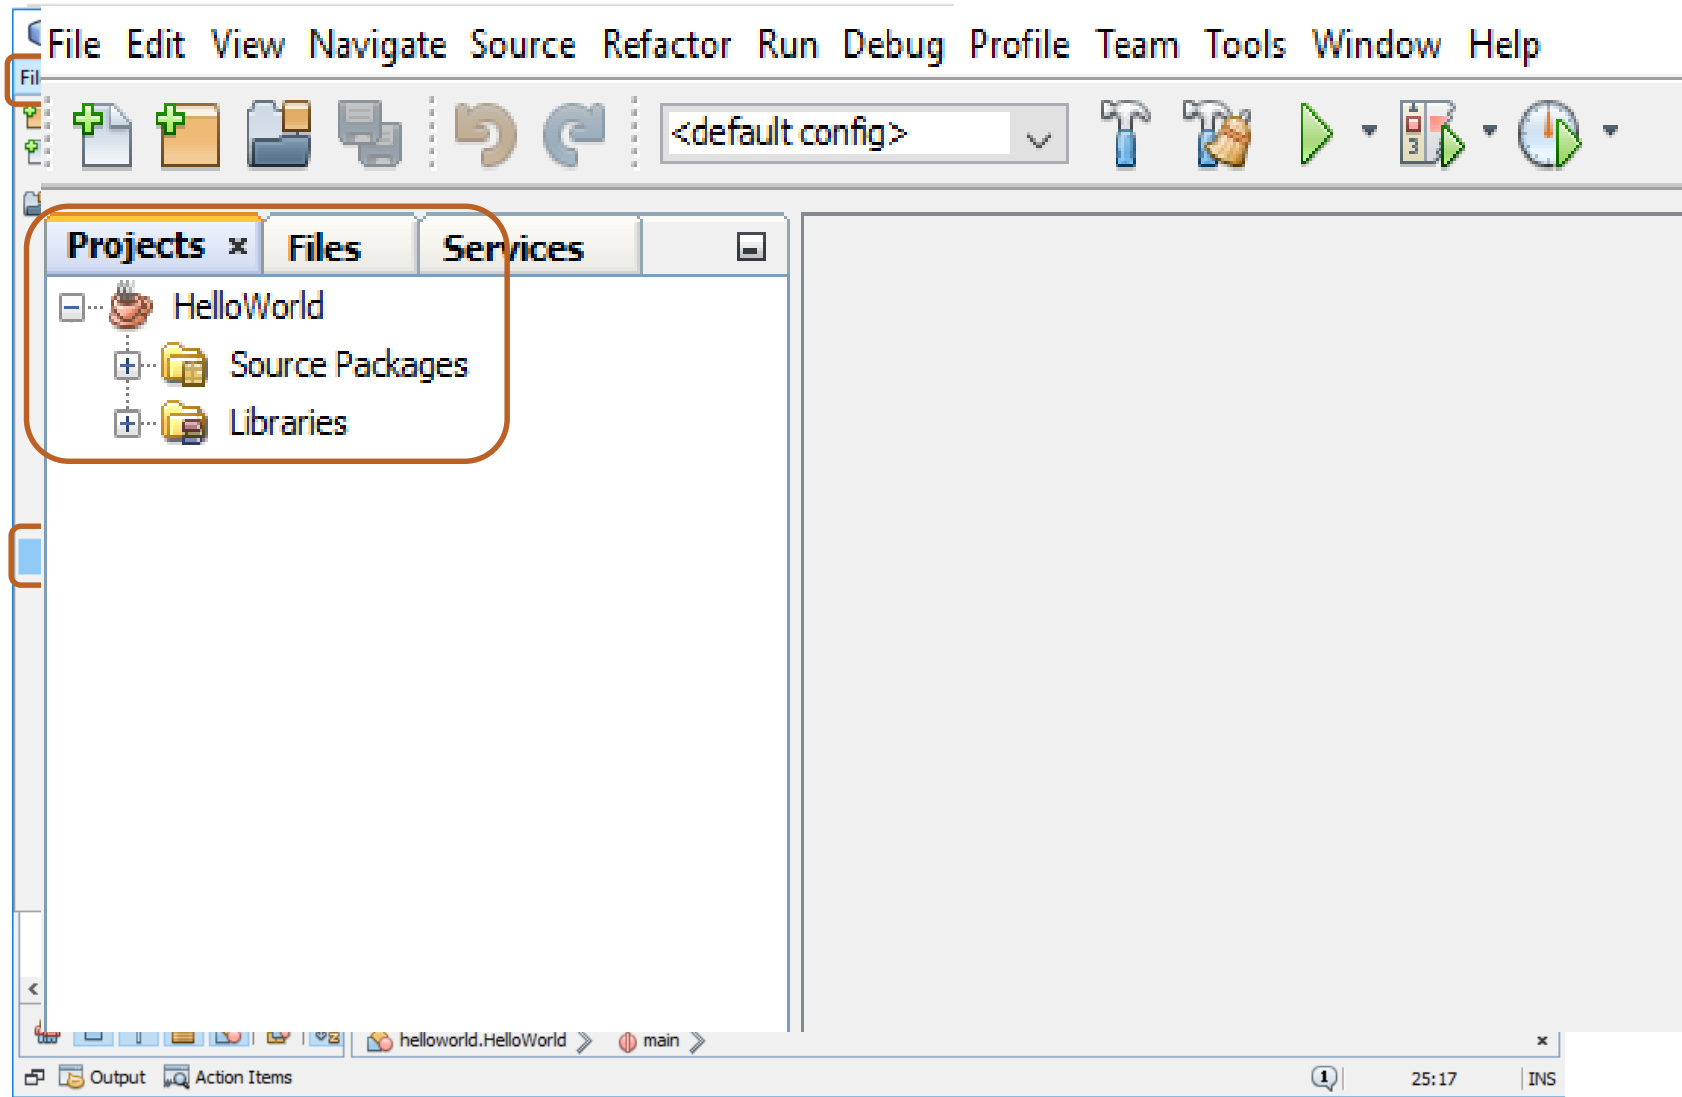 File Edit View Navigate Source Refactor Run Debug Profile Team Tools Window Help
Fil
<default config>
Projects Files Services
HelloWorld
Source Packages
Libraries
helloworld.HelloWorld main
Output Action Items 1 25:17 INS